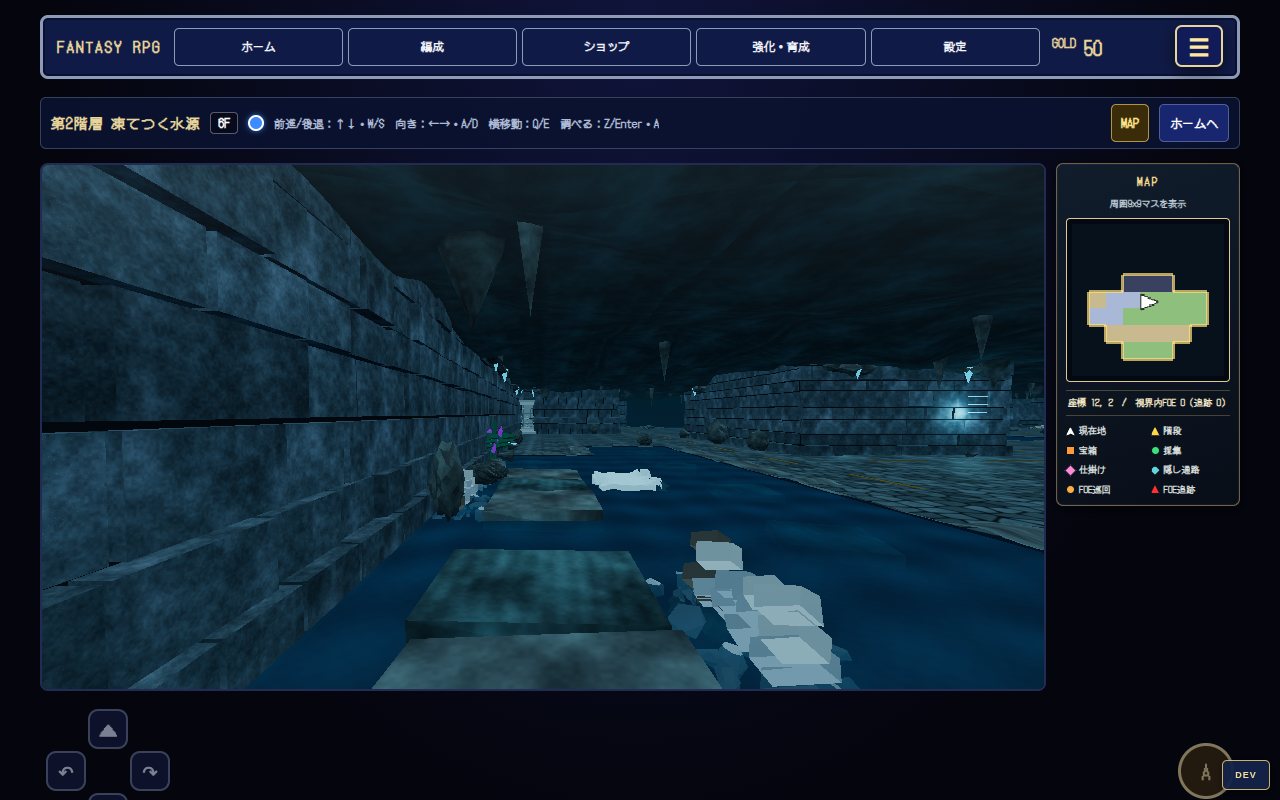 FANTASY RPG
ホーム
編成
ショップ
強化・育成
設定
GOLD 50
第2階層 凍てつく水源
6F
前進/後退：↑↓・W/S 向き：←→・A/D 横移動：Q/E 調べる：Z/Enter・A
MAP
ホームへ
MAP
周囲9x9マスを表示
座標 12, 2 / 視界内FOE 0 (追跡 0)
現在地
階段
宝箱
採集
仕掛け
隠し通路
FOE巡回
FOE追跡
A
DEV